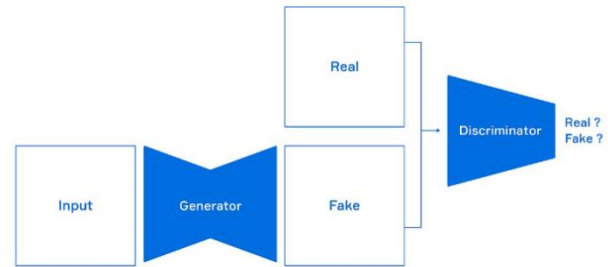 Real
Input
Generator
Fake
Discriminator
Real ?
Fake ?